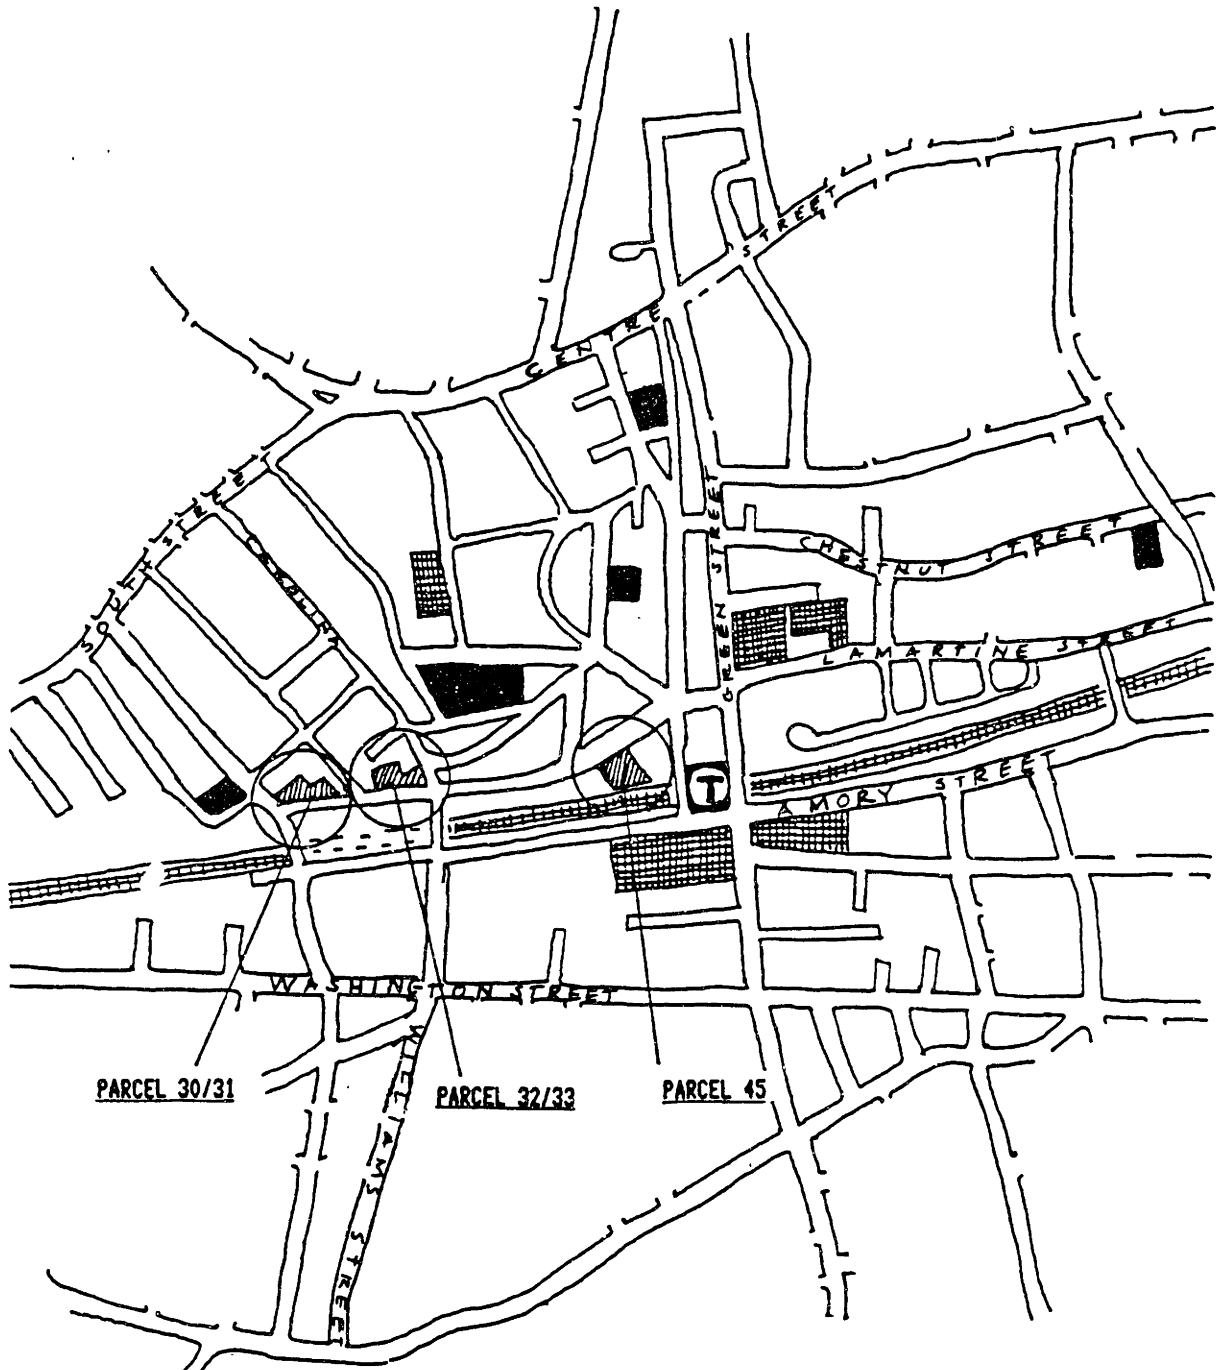 CENTRE STREET
SOUTH STREET
CAROLINA
GREEN STREET
CHESTNUT STREET
LAMARTINE STREET
T
AMORY STREET
WASHINGTON STREET
WILLIAMS STREET
PARCEL 30/31
PARCEL 32/33
PARCEL 45